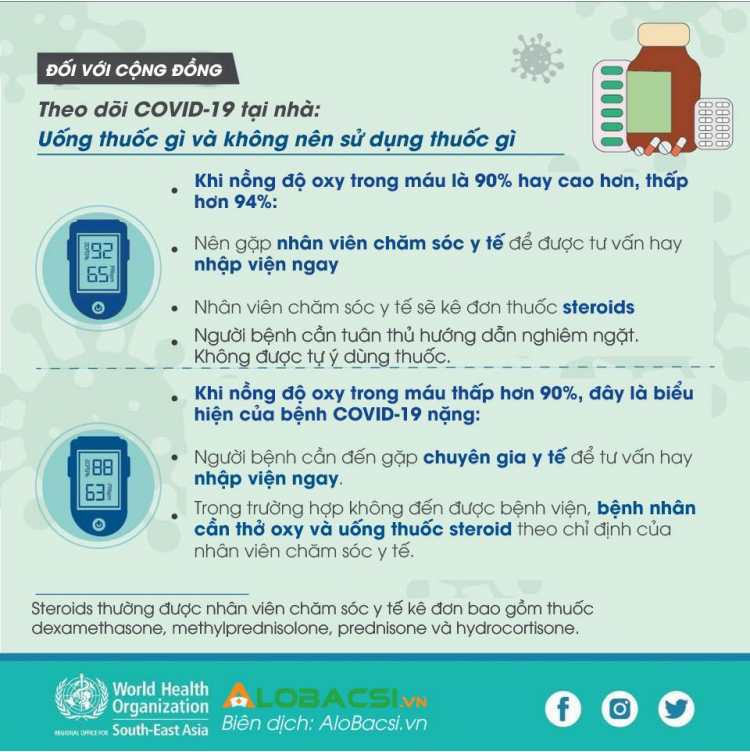 ĐỐI VỚI CỘNG ĐỒNG
Theo dõi COVID-19 tại nhà:
Uống thuốc gì và không nên sử dụng thuốc gì
• Khi nồng độ oxy trong máu là 90% hay cao hơn, thấp
hơn 94%:
92
65
• Nên gặp nhân viên chăm sóc y tế để được tư vấn hay
nhập viện ngay
• Nhân viên chăm sóc y tế sẽ kê đơn thuốc steroids
• Người bệnh cần tuân thủ hướng dẫn nghiêm ngặt.
Không được tự ý dùng thuốc.
• Khi nồng độ oxy trong máu thấp hơn 90%, đây là biểu
hiện của bệnh COVID-19 nặng:
88
63
• Người bệnh cần đến gặp chuyên gia y tế để tư vấn hay
nhập viện ngay.
• Trong trường hợp không đến được bệnh viện, bệnh nhân
cần thở oxy và uống thuốc steroid theo chỉ định của
nhân viên chăm sóc y tế.
Steroids thường được nhân viên chăm sóc y tế kê đơn bao gồm thuốc
dexamethasone, methylprednisolone, prednisone và hydrocortisone.
World Health
Organization
REGIONAL OFFICE FOR South-East Asia
ALOBACSI.VN
Biên dịch: AloBacsi.vn